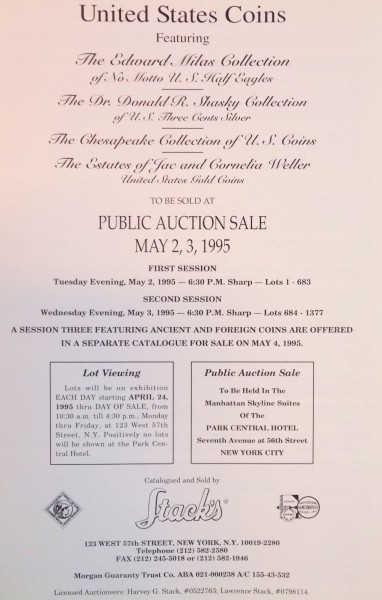 United States Coins
Featuring
The Edward Milas Collection
of No Motto U. S. Half Eagles
The Dr. Donald R. Shasky Collection
of U. S. Three Cents Silver
The Chesapeake Collection of U. S. Coins
The Estates of Jac and Cornelia Weller
United States Gold Coins
TO BE SOLD AT
PUBLIC AUCTION SALE
MAY 2, 3, 1995
FIRST SESSION
Tuesday Evening, May 2, 1995 — 6:30 P.M. Sharp — Lots 1 - 683
SECOND SESSION
Wednesday Evening, May 3, 1995 — 6:30 P.M. Sharp — Lots 684 - 1377
A SESSION THREE FEATURING ANCIENT AND FOREIGN COINS ARE OFFERED
IN A SEPARATE CATALOGUE FOR SALE ON MAY 4, 1995.
Lot Viewing
Lots will be on exhibition
EACH DAY starting APRIL 24,
1995 thru DAY OF SALE, from
10:30 a.m. till 4:30 p.m., Monday
thru Friday, at 123 West 57th
Street, N.Y. Positively no lots
will be shown at the Park Cen-
tral Hotel.
Public Auction Sale
To Be Held In The
Manhattan Skyline Suites
Of The
PARK CENTRAL HOTEL
Seventh Avenue at 56th Street
NEW YORK CITY
Catalogued and Sold by
Stack's®
123 WEST 57th STREET, NEW YORK, N.Y. 10019-2280
Telephone (212) 582-2580
FAX (212) 245-5018 or (212) 582-1946
Morgan Guaranty Trust Co. ABA 021-000238 A/C 155-43-532
Licensed Auctioneers: Harvey G. Stack, #0522763; Lawrence Stack, #0798114.